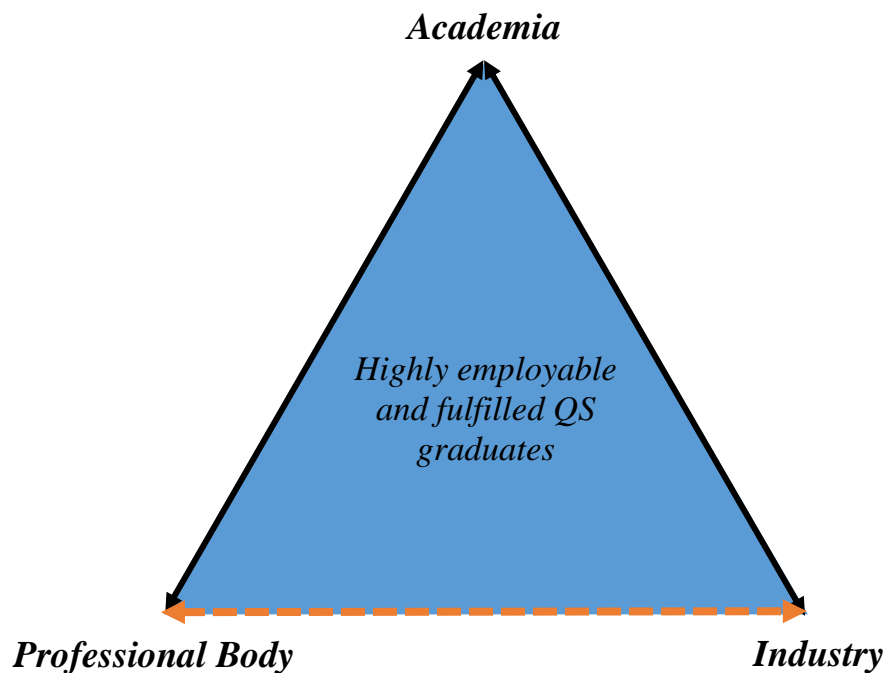 Academia
Highly employable
and fulfilled QS
graduates
Professional Body
Industry